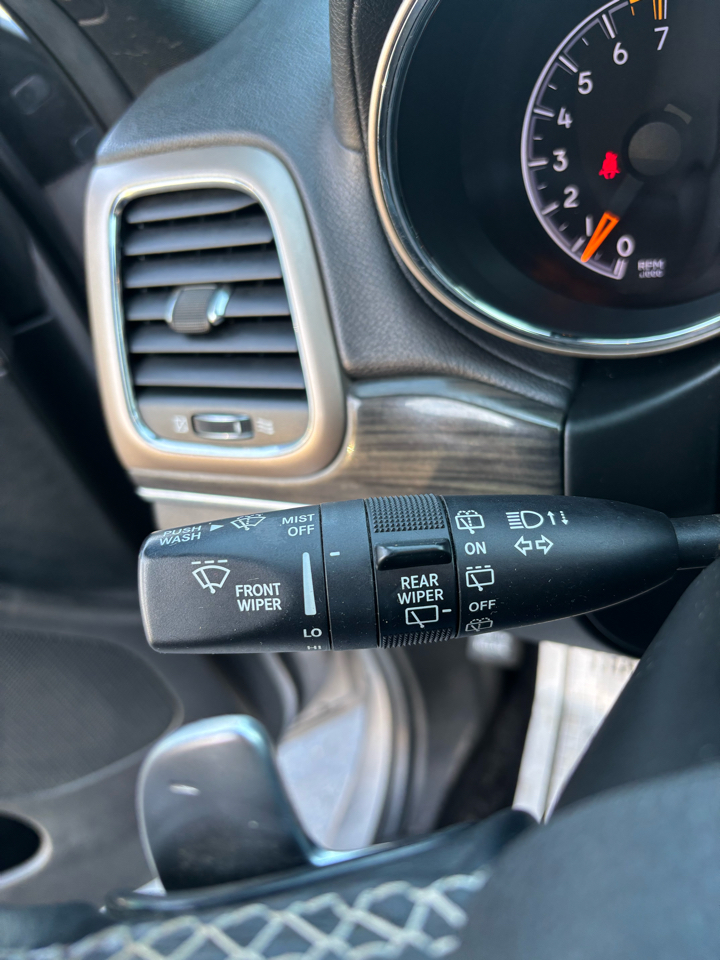 7
6
5
4
3
2
1
0
RPM
PUSH
WASH
MIST
OFF
FRONT
WIPER
LO
HI
REAR
WIPER
ON
OFF